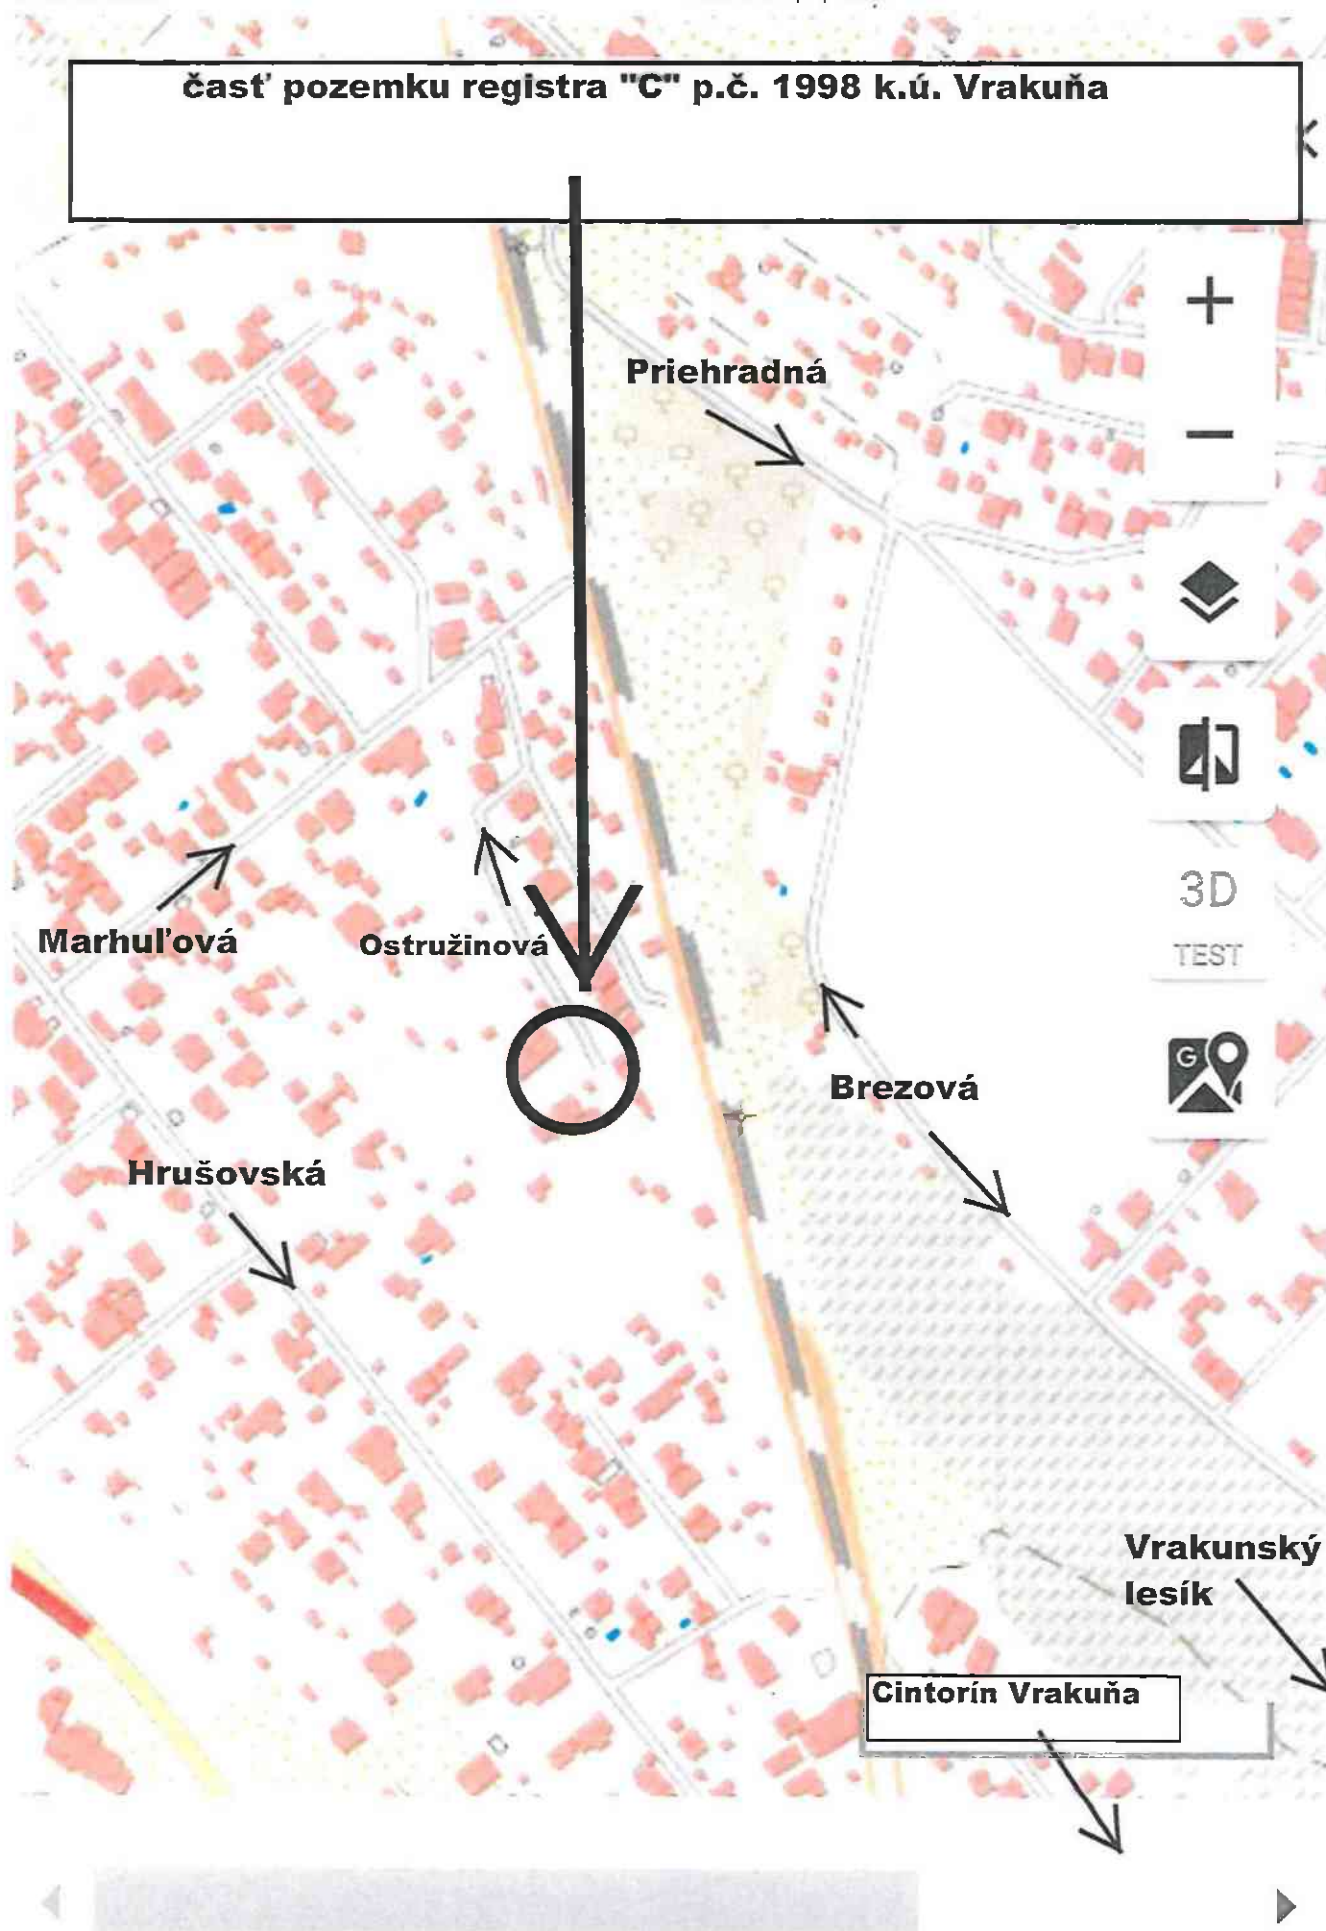 časť pozemku registra "C" p.č. 1998 k.ú. Vrakuňa
Priehradná
3D
TEST
Marhuľová
Ostružinová
G
Brezová
Hrušovská
Vrakunský
lesík
Cintorín Vrakuňa